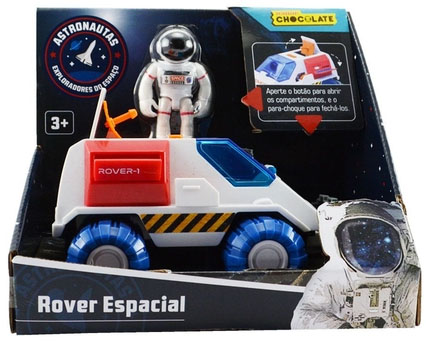 ASTRONAUTAS
EXPLORADORES DO ESPAÇO
3+
CHOCOLATE
Aperte o botão para abrir
os compartimentos, e o
para-choque para fechá-los.
ROVER-1
Rover Espacial